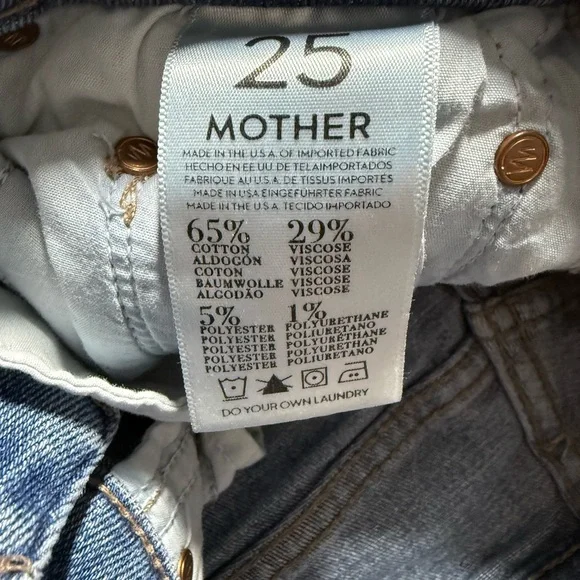 25
MOTHER
MADE IN THE U.S.A. OF IMPORTED FABRIC
HECHO EN EE UU DE TELA IMPORTADOS
FABRIQUE AU U.S.A. DE TISSUS IMPORTÉS
MADE IN USA EINGEFÜHRTER FABRIC
MADE IN THE U.S.A TECIDO IMPORTADO
65% 29%
COTTON VISCOSE
ALDOGÓN VISCOSA
COTON VISCOSE
BAUMWOLLE VISCOSE
ALGODÃO VISCOSE
5% 1%
POLYESTER POLYURETHANE
POLYESTER POLIURETANO
POLYESTER POLYURÉTHANE
POLYESTER POLYURETHAN
POLYESTER POLIURETANO
DO YOUR OWN LAUNDRY